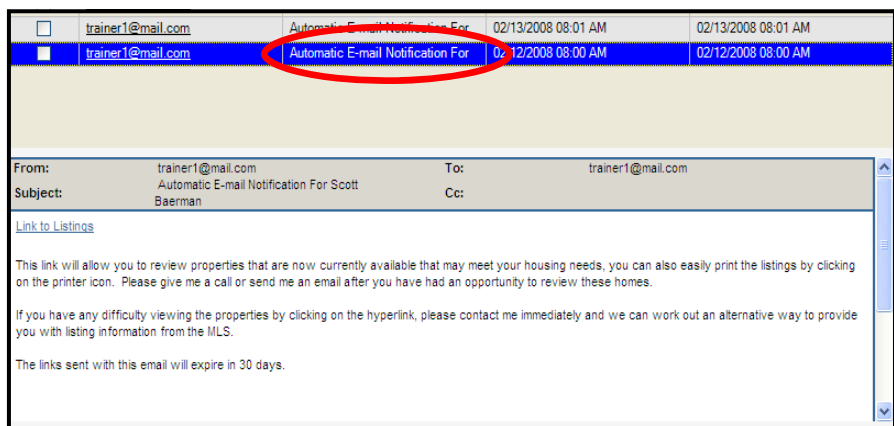 trainer1@mail.com Automatic E-mail Notification For 02/13/2008 08:01 AM 02/13/2008 08:01 AM
trainer1@mail.com Automatic E-mail Notification For 02/12/2008 08:00 AM 02/12/2008 08:00 AM
From: trainer1@mail.com To: trainer1@mail.com
Subject: Automatic E-mail Notification For Scott Cc:
Baerman
Link to Listings
This link will allow you to review properties that are now currently available that may meet your housing needs, you can also easily print the listings by clicking
on the printer icon. Please give me a call or send me an email after you have had an opportunity to review these homes.
If you have any difficulty viewing the properties by clicking on the hyperlink, please contact me immediately and we can work out an alternative way to provide
you with listing information from the MLS.
The links sent with this email will expire in 30 days.